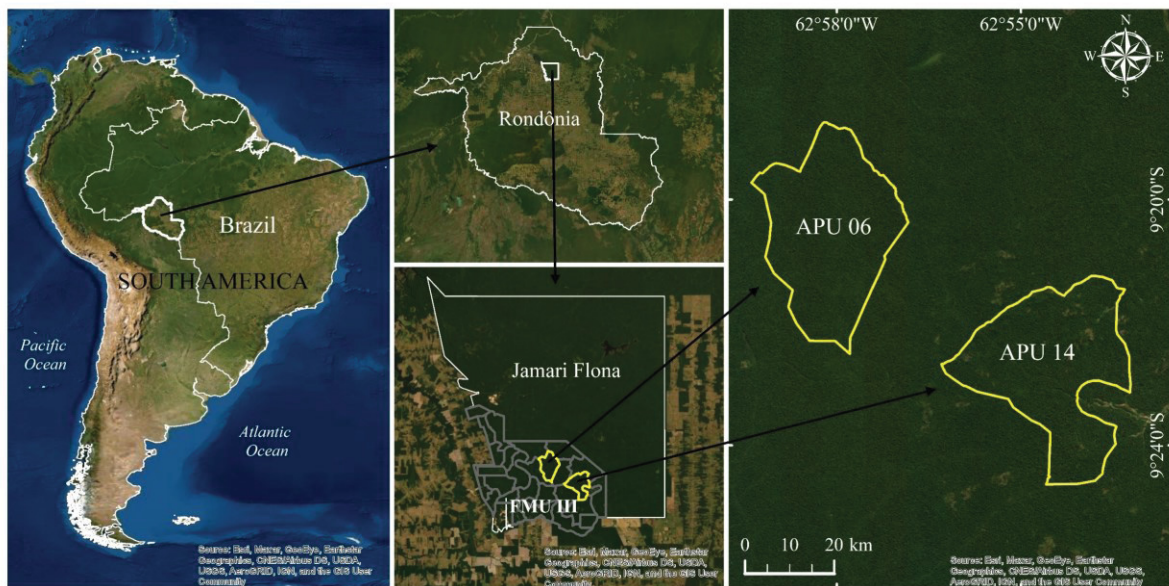 Brazil
SOUTH AMERICA
Pacific
Ocean
Atlantic
Ocean
Source: Esri, Maxar, GeoEye, Earthstar
Geographics, CNES/Airbus DS, USDA,
USGS, AeroGRID, IGN, and the GIS User
Community
Rondônia
Jamari Flona
FMU III
Source: Esri, Maxar, GeoEye, Earthstar
Geographics, CNES/Airbus DS, USDA,
USGS, AeroGRID, IGN, and the GIS User
Community
62°58'0"W
62°55'0"W
N
W
E
S
9°20'0"S
APU 06
APU 14
9°24'0"S
0 10 20 km
Source: Esri, Maxar, GeoEye, Earthstar
Geographics, CNES/Airbus DS, USDA, USGS,
AeroGRID, IGN, and the GIS User Community